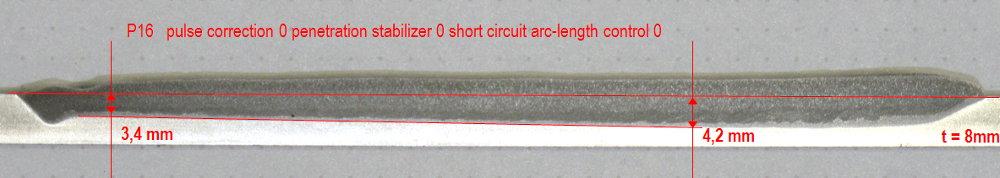 P16 pulse correction 0 penetration stabilizer 0 short circuit arc-length control 0
3,4 mm
4,2 mm
t = 8mm